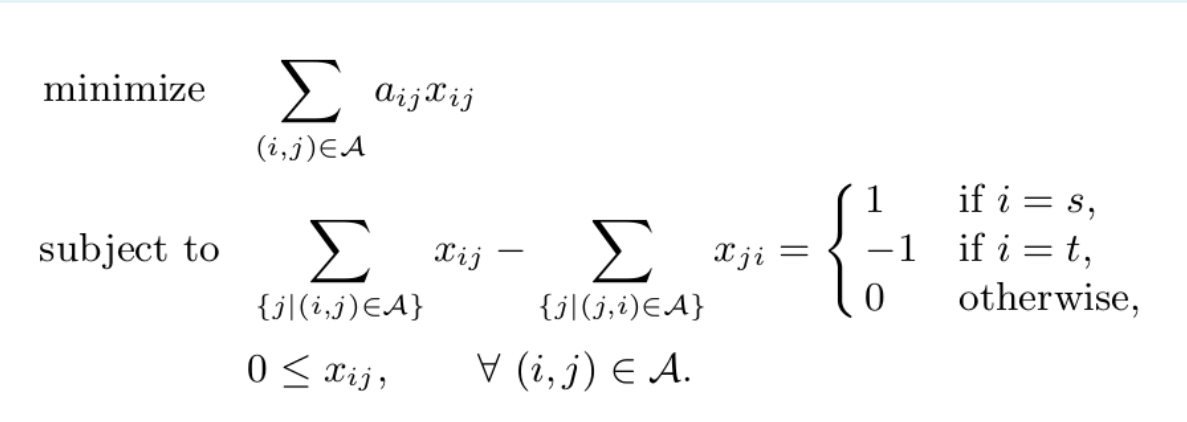 minimize ∑ a_{ij}x_{ij}
(i,j)∈𝒜
subject to ∑ x_{ij} − ∑ x_{ji} = { 1 if i = s,
−1 if i = t,
0 otherwise,
{j|(i,j)∈𝒜} {j|(j,i)∈𝒜}
0 ≤ x_{ij}, ∀ (i, j) ∈ 𝒜.